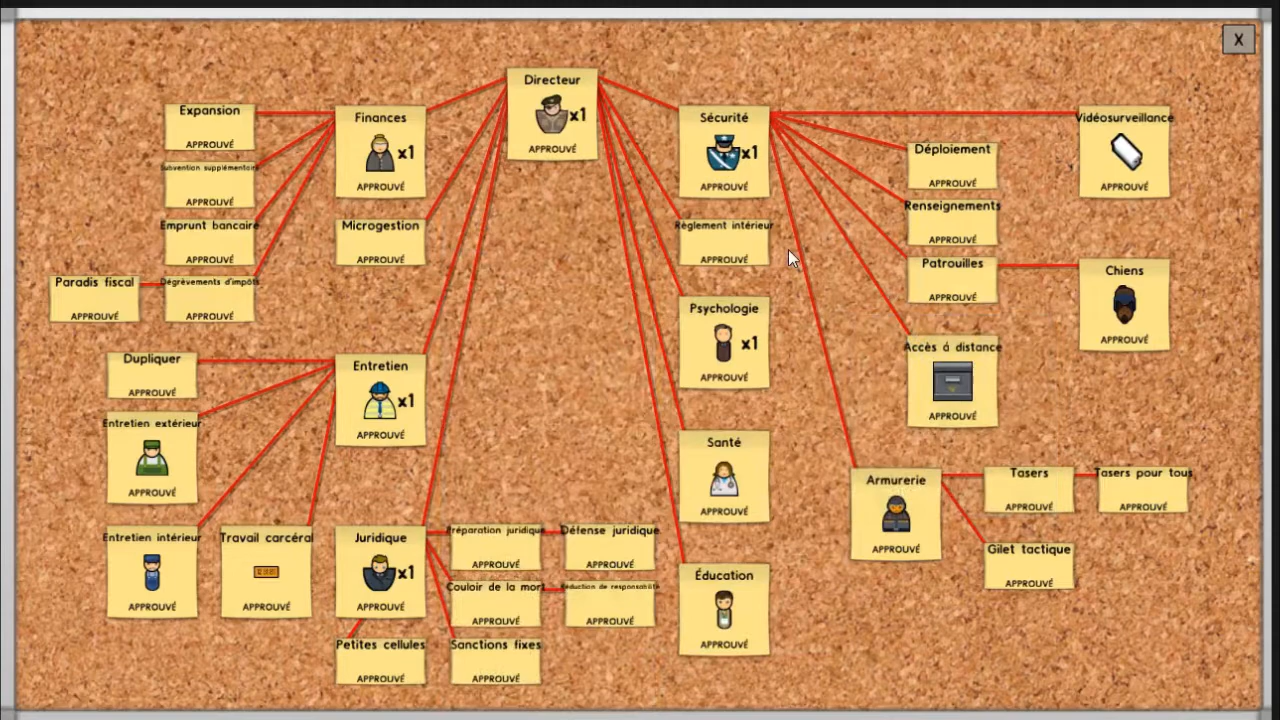 X
Directeur
x1
APPROUVÉ
Expansion
APPROUVÉ
Subvention supplémentaire
APPROUVÉ
Emprunt bancaire
APPROUVÉ
Paradis fiscal
APPROUVÉ
Dégrèvements d'impôts
APPROUVÉ
Finances
x1
APPROUVÉ
Microgestion
APPROUVÉ
Dupliquer
APPROUVÉ
Entretien extérieur
APPROUVÉ
Entretien intérieur
APPROUVÉ
Travail carcéral
APPROUVÉ
Entretien
x1
APPROUVÉ
Juridique
x1
APPROUVÉ
Préparation juridique
APPROUVÉ
Défense juridique
APPROUVÉ
Couloir de la mort
APPROUVÉ
Réduction de responsabilité
APPROUVÉ
Petites cellules
APPROUVÉ
Sanctions fixes
APPROUVÉ
Sécurité
x1
APPROUVÉ
Règlement intérieur
APPROUVÉ
Psychologie
x1
APPROUVÉ
Santé
APPROUVÉ
Éducation
APPROUVÉ
Vidéosurveillance
APPROUVÉ
Déploiement
APPROUVÉ
Renseignements
APPROUVÉ
Patrouilles
APPROUVÉ
Chiens
APPROUVÉ
Accès á distance
APPROUVÉ
Armurerie
APPROUVÉ
Tasers
APPROUVÉ
Tasers pour tous
APPROUVÉ
Gilet tactique
APPROUVÉ